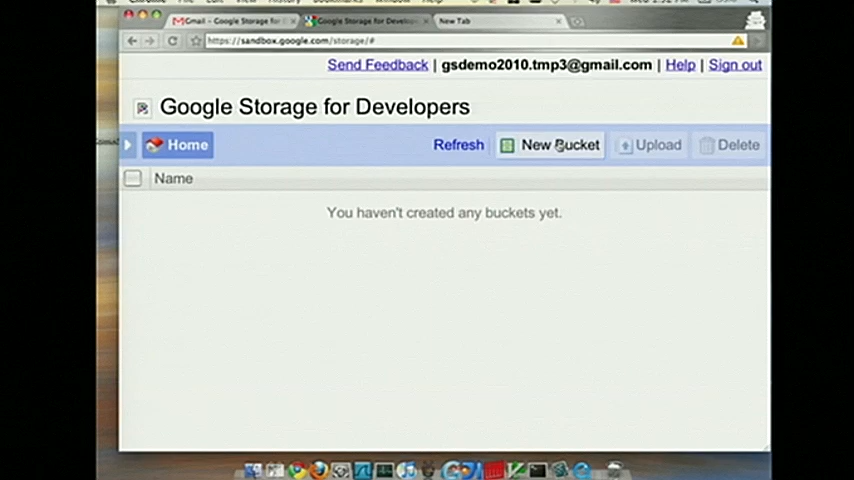 Gmail - Google Storage for
Google Storage for Develope
New Tab
https://sandbox.google.com/storage/#
Send Feedback | gsdemo2010.tmp3@gmail.com | Help | Sign out
Google Storage for Developers
Home
Refresh
New Bucket
Upload
Delete
Name
You haven't created any buckets yet.